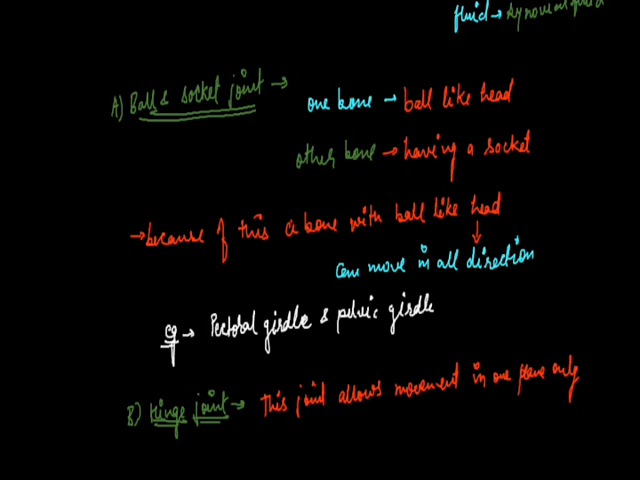 fluid → synovial fluid
A) Ball & socket joint →
one bone → ball like head
other bone → having a socket
→ because of this a bone with ball like head
↓
can move in all direction
eg → Pectoral girdle & pelvic girdle
B) Hinge joint → This joint allows movement in one plane only